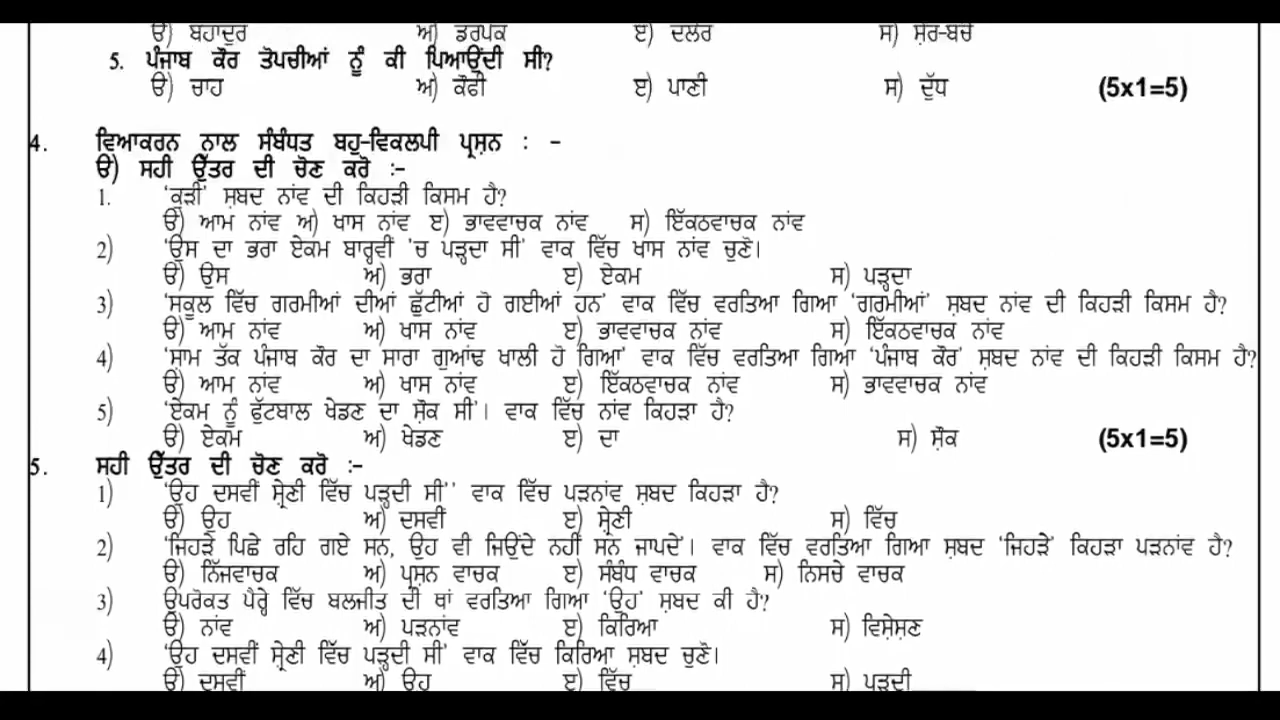 ੳ) ਬਹਾਦੁਰ ਅ) ਡਰਪੋਕ ੲ) ਦਲੇਰ ਸ) ਸ਼ੇਰ-ਬੱਚੇ
5. ਪੰਜਾਬ ਕੌਰ ਤੋਪਚੀਆਂ ਨੂੰ ਕੀ ਪਿਆਉਂਦੀ ਸੀ?
ੳ) ਚਾਹ ਅ) ਕੌਫੀ ੲ) ਪਾਣੀ ਸ) ਦੁੱਧ (5x1=5)
4. ਵਿਆਕਰਨ ਨਾਲ ਸੰਬੰਧਤ ਬਹੁ-ਵਿਕਲਪੀ ਪ੍ਰਸ਼ਨ : -
ੳ) ਸਹੀ ਉੱਤਰ ਦੀ ਚੋਣ ਕਰੋ :-
1. 'ਕੁੜੀ' ਸ਼ਬਦ ਨਾਂਵ ਦੀ ਕਿਹੜੀ ਕਿਸਮ ਹੈ?
ੳ) ਆਮ ਨਾਂਵ ਅ) ਖਾਸ ਨਾਂਵ ੲ) ਭਾਵਵਾਚਕ ਨਾਂਵ ਸ) ਇੱਕਠਵਾਚਕ ਨਾਂਵ
2) 'ਉਸ ਦਾ ਭਰਾ ਏਕਮ ਬਾਰ੍ਹਵੀਂ 'ਚ ਪੜ੍ਹਦਾ ਸੀ' ਵਾਕ ਵਿੱਚ ਖਾਸ ਨਾਂਵ ਚੁਣੋ।
ੳ) ਉਸ ਅ) ਭਰਾ ੲ) ਏਕਮ ਸ) ਪੜ੍ਹਦਾ
3) 'ਸਕੂਲ ਵਿੱਚ ਗਰਮੀਆਂ ਦੀਆਂ ਛੁੱਟੀਆਂ ਹੋ ਗਈਆਂ ਹਨ' ਵਾਕ ਵਿੱਚ ਵਰਤਿਆ ਗਿਆ 'ਗਰਮੀਆਂ' ਸ਼ਬਦ ਨਾਂਵ ਦੀ ਕਿਹੜੀ ਕਿਸਮ ਹੈ?
ੳ) ਆਮ ਨਾਂਵ ਅ) ਖਾਸ ਨਾਂਵ ੲ) ਭਾਵਵਾਚਕ ਨਾਂਵ ਸ) ਇੱਕਠਵਾਚਕ ਨਾਂਵ
4) 'ਸ਼ਾਮ ਤੱਕ ਪੰਜਾਬ ਕੌਰ ਦਾ ਸਾਰਾ ਗੁਆਂਢ ਖਾਲੀ ਹੋ ਗਿਆ' ਵਾਕ ਵਿੱਚ ਵਰਤਿਆ ਗਿਆ 'ਪੰਜਾਬ ਕੌਰ' ਸ਼ਬਦ ਨਾਂਵ ਦੀ ਕਿਹੜੀ ਕਿਸਮ ਹੈ?
ੳ) ਆਮ ਨਾਂਵ ਅ) ਖਾਸ ਨਾਂਵ ੲ) ਇੱਕਠਵਾਚਕ ਨਾਂਵ ਸ) ਭਾਵਵਾਚਕ ਨਾਂਵ
5) 'ਏਕਮ ਨੂੰ ਫੁੱਟਬਾਲ ਖੇਡਣ ਦਾ ਸ਼ੌਕ ਸੀ'। ਵਾਕ ਵਿੱਚ ਨਾਂਵ ਕਿਹੜਾ ਹੈ?
ੳ) ਏਕਮ ਅ) ਖੇਡਣ ੲ) ਦਾ ਸ) ਸ਼ੌਕ (5x1=5)
5. ਸਹੀ ਉੱਤਰ ਦੀ ਚੋਣ ਕਰੋ :-
1) 'ਉਹ ਦਸਵੀਂ ਸ਼੍ਰੇਣੀ ਵਿੱਚ ਪੜ੍ਹਦੀ ਸੀ'' ਵਾਕ ਵਿੱਚ ਪੜਨਾਂਵ ਸ਼ਬਦ ਕਿਹੜਾ ਹੈ?
ੳ) ਉਹ ਅ) ਦਸਵੀਂ ੲ) ਸ਼੍ਰੇਣੀ ਸ) ਵਿੱਚ
2) 'ਜਿਹੜੇ ਪਿਛੇ ਰਹਿ ਗਏ ਸਨ, ਉਹ ਵੀ ਜਿਉਂਦੇ ਨਹੀਂ ਸਨ ਜਾਪਦੇ'। ਵਾਕ ਵਿੱਚ ਵਰਤਿਆ ਗਿਆ ਸ਼ਬਦ 'ਜਿਹੜੇ' ਕਿਹੜਾ ਪੜਨਾਂਵ ਹੈ?
ੳ) ਨਿੱਜਵਾਚਕ ਅ) ਪ੍ਰਸ਼ਨ ਵਾਚਕ ੲ) ਸੰਬੰਧ ਵਾਚਕ ਸ) ਨਿਸਚੇ ਵਾਚਕ
3) ਉਪਰੋਕਤ ਪੈਰ੍ਹੇ ਵਿੱਚ ਬਲਜੀਤ ਦੀ ਥਾਂ ਵਰਤਿਆ ਗਿਆ 'ਉਹ' ਸ਼ਬਦ ਕੀ ਹੈ?
ੳ) ਨਾਂਵ ਅ) ਪੜਨਾਂਵ ੲ) ਕਿਰਿਆ ਸ) ਵਿਸ਼ੇਸ਼ਣ
4) 'ਉਹ ਦਸਵੀਂ ਸ਼੍ਰੇਣੀ ਵਿੱਚ ਪੜ੍ਹਦੀ ਸੀ' ਵਾਕ ਵਿੱਚ ਕਿਰਿਆ ਸ਼ਬਦ ਚੁਣੋ।
ੳ) ਦਸਵੀਂ ਅ) ਉਹ ੲ) ਵਿੱਚ ਸ) ਪੜਦੀ